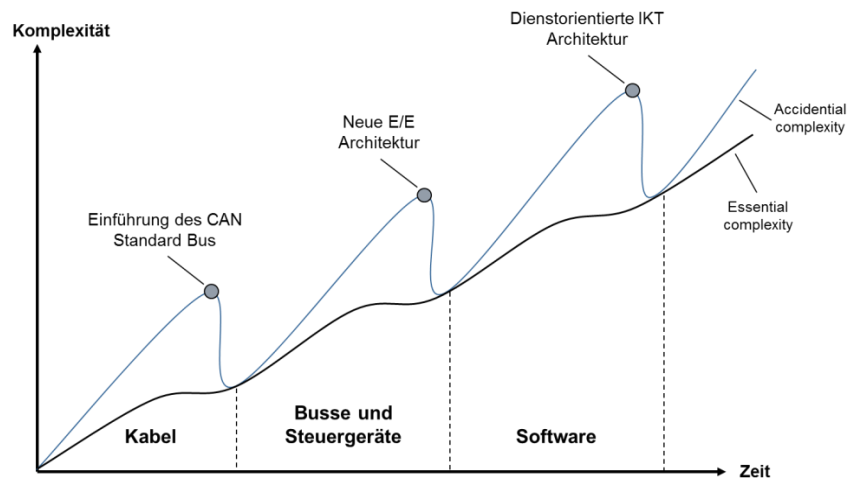 Komplexität
Dienstorientierte IKT
Architektur
Neue E/E
Architektur
Accidential
complexity
Einführung des CAN
Standard Bus
Essential
complexity
Kabel
Busse und
Steuergeräte
Software
Zeit